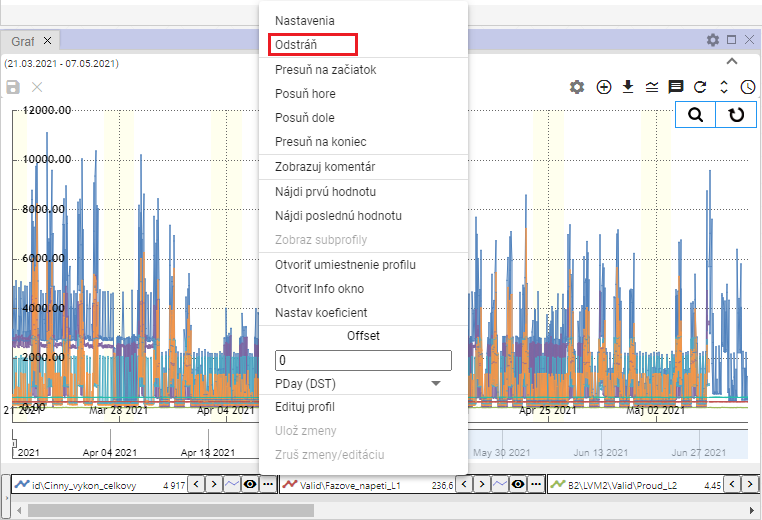 Graf
(21.03.2021 - 07.05.2021)
Nastavenia
Odstráň
Presuň na začiatok
Posuň hore
Posuň dole
Presuň na koniec
Zobrazuj komentár
Nájdi prvú hodnotu
Nájdi poslednú hodnotu
Zobraz subprofily
Otvoriť umiestnenie profilu
Otvoriť Info okno
Nastav koeficient
Offset
0
PDay (DST)
Edituj profil
Ulož zmeny
Zruš zmeny/editáciu
12000.00
10000.00
8000.00
6000.00
4000.00
2000.00
0.00
21 2021
Mar 28 2021
Apr 04 2021
Apr 25 2021
Máj 02 2021
2021
Apr 04 2021
Apr 18 2021
May 30 2021
Jun 13 2021
Jun 27 2021
id\Cinny_vykon_celkovy
4 917
Valid\Fazove_napeti_L1
236,6
B2\LVM2\Valid\Proud_L2
4,45